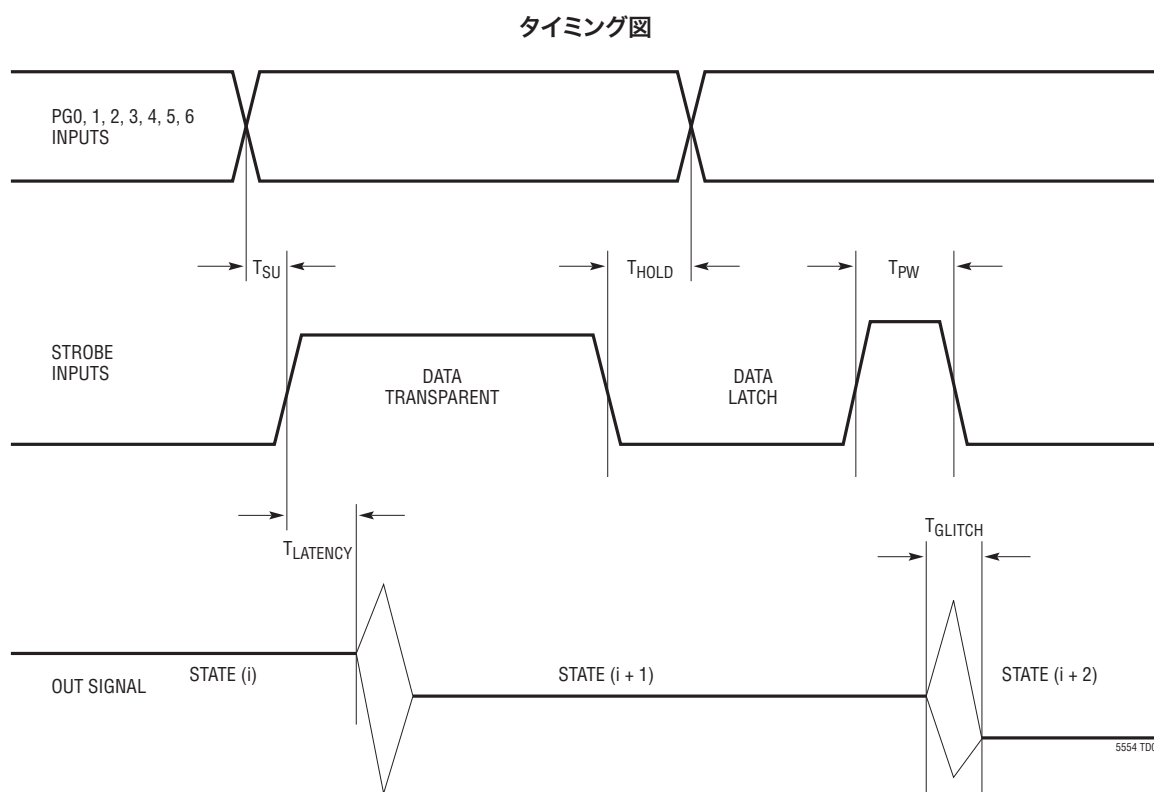 タイミング図
PG0, 1, 2, 3, 4, 5, 6
INPUTS
TSU
THOLD
TPW
STROBE
INPUTS
DATA
TRANSPARENT
DATA
LATCH
TLATENCY
TGLITCH
OUT SIGNAL
STATE (i)
STATE (i + 1)
STATE (i + 2)
5554